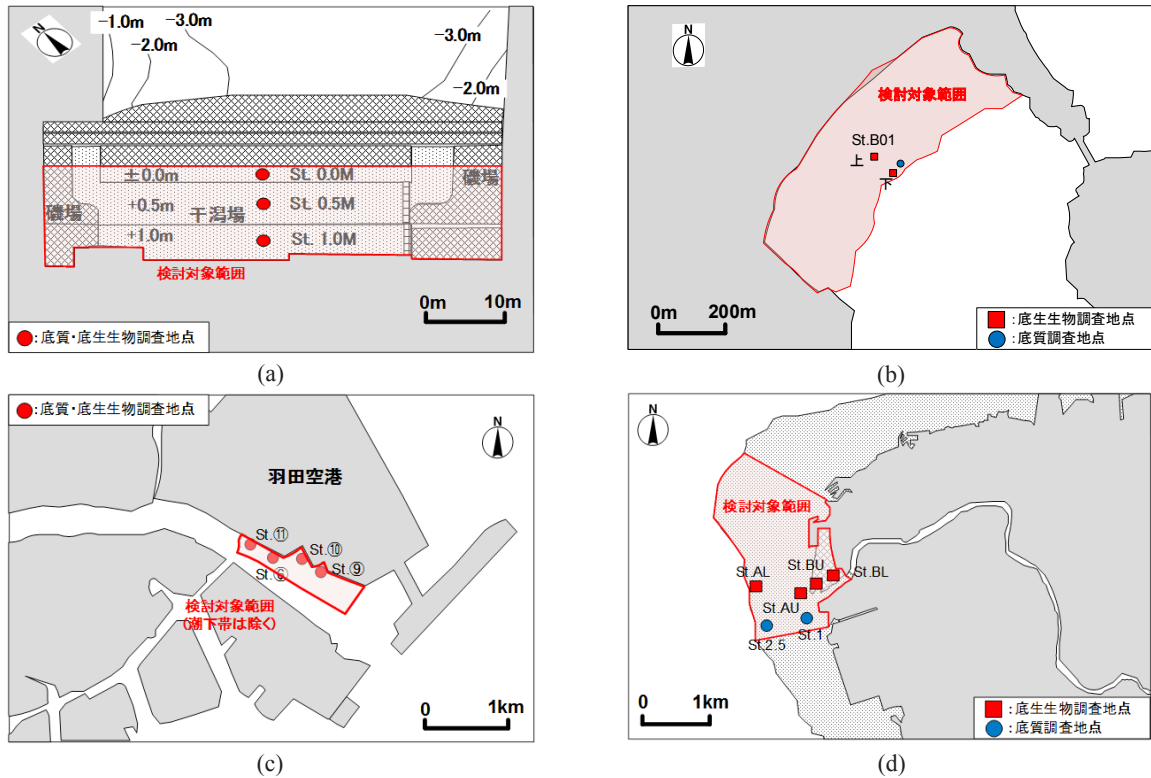 −1.0m
−3.0m
−2.0m
−3.0m
−2.0m
N
±0.0m
St. 0.0M
磯場
磯場
+0.5m
干潟場
St. 0.5M
+1.0m
St. 1.0M
検討対象範囲
0m 10m
●:底質・底生生物調査地点
(a)
N
検討対象範囲
St.B01
上
下
0m 200m
■:底生生物調査地点
●:底質調査地点
(b)
●:底質・底生生物調査地点
N
羽田空港
St.⑪
St.⑩
St.⑥
St.⑨
検討対象範囲
(潮下帯は除く)
0 1km
(c)
N
検討対象範囲
St.AL
St.BU
St.BL
St.AU
St.1
St.2.5
0 1km
■:底生生物調査地点
●:底質調査地点
(d)